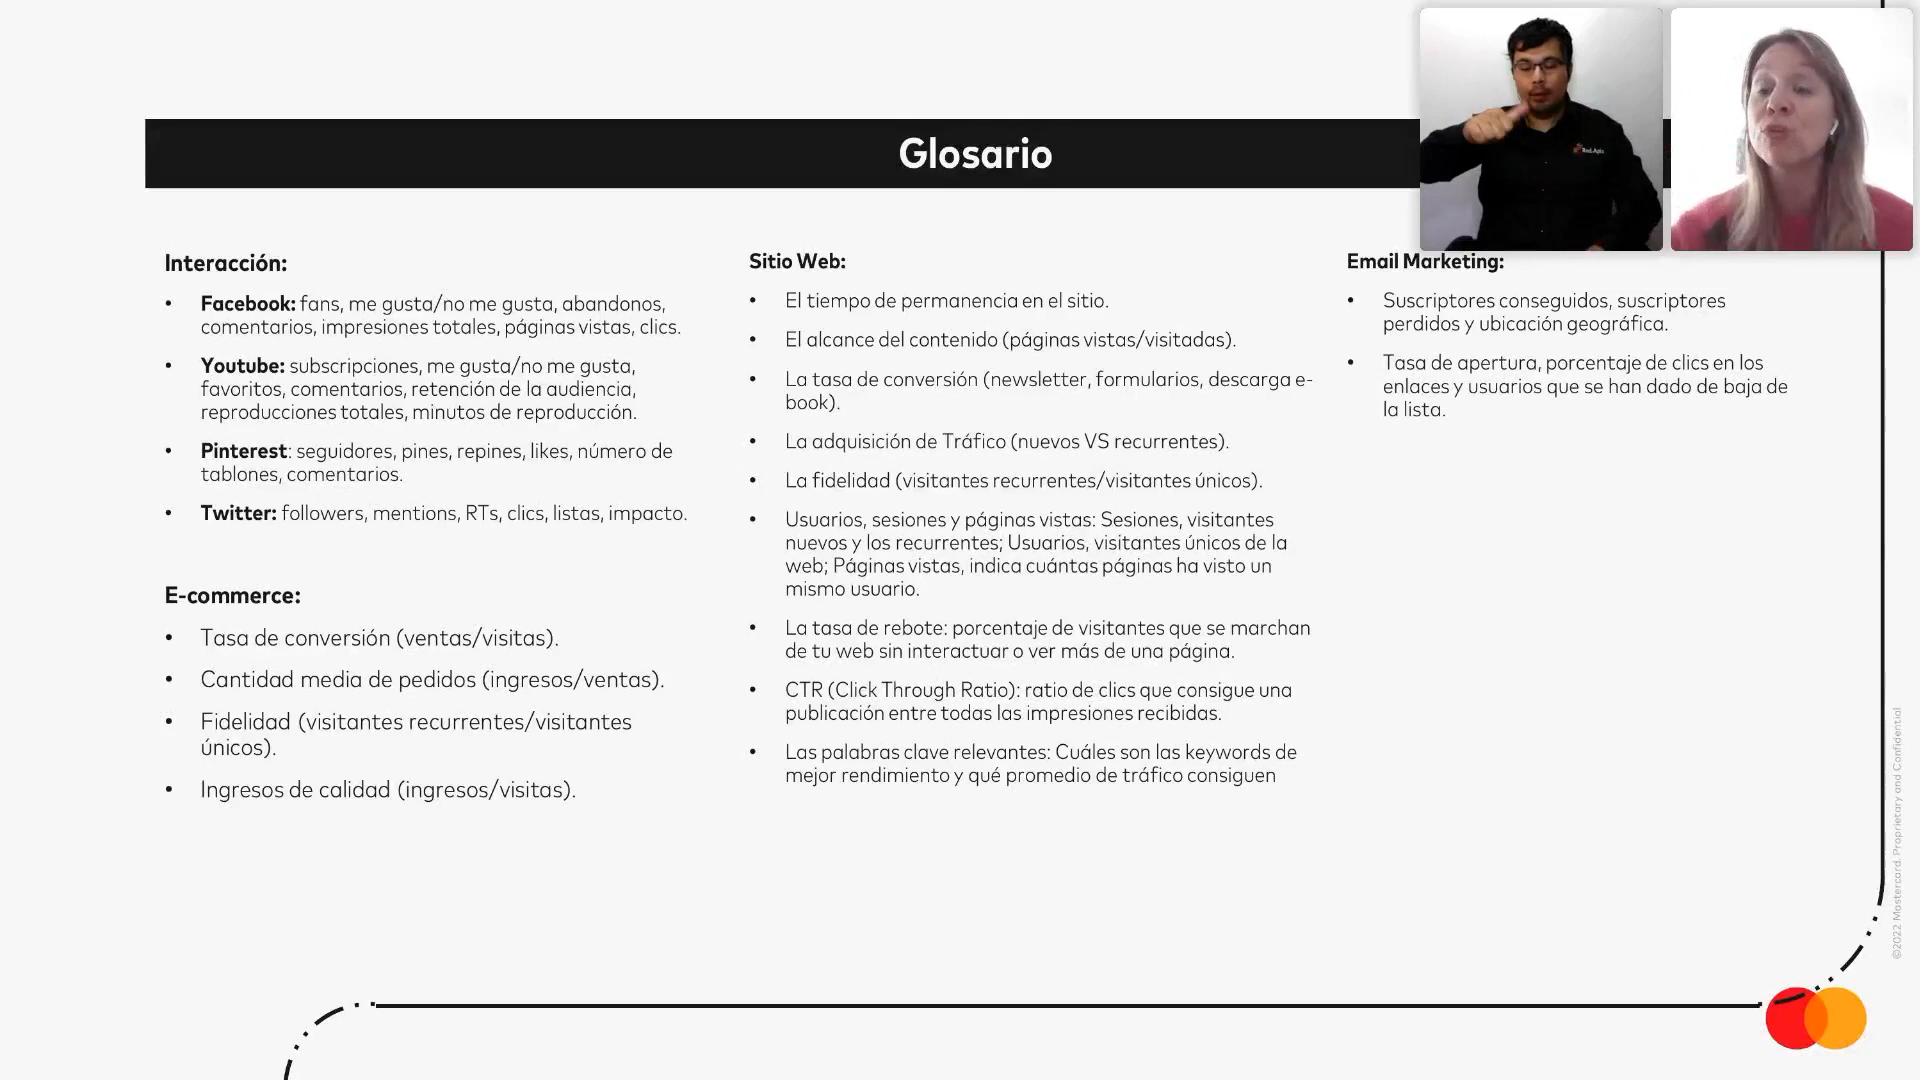 Glosario
Interacción:
• Facebook: fans, me gusta/no me gusta, abandonos,
comentarios, impresiones totales, páginas vistas, clics.
• Youtube: subscripciones, me gusta/no me gusta,
favoritos, comentarios, retención de la audiencia,
reproducciones totales, minutos de reproducción.
• Pinterest: seguidores, pines, repines, likes, número de
tablones, comentarios.
• Twitter: followers, mentions, RTs, clics, listas, impacto.
E-commerce:
• Tasa de conversión (ventas/visitas).
• Cantidad media de pedidos (ingresos/ventas).
• Fidelidad (visitantes recurrentes/visitantes
únicos).
• Ingresos de calidad (ingresos/visitas).
Sitio Web:
• El tiempo de permanencia en el sitio.
• El alcance del contenido (páginas vistas/visitadas).
• La tasa de conversión (newsletter, formularios, descarga e-
book).
• La adquisición de Tráfico (nuevos VS recurrentes).
• La fidelidad (visitantes recurrentes/visitantes únicos).
• Usuarios, sesiones y páginas vistas: Sesiones, visitantes
nuevos y los recurrentes; Usuarios, visitantes únicos de la
web; Páginas vistas, indica cuántas páginas ha visto un
mismo usuario.
• La tasa de rebote: porcentaje de visitantes que se marchan
de tu web sin interactuar o ver más de una página.
• CTR (Click Through Ratio): ratio de clics que consigue una
publicación entre todas las impresiones recibidas.
• Las palabras clave relevantes: Cuáles son las keywords de
mejor rendimiento y qué promedio de tráfico consiguen
Email Marketing:
• Suscriptores conseguidos, suscriptores
perdidos y ubicación geográfica.
• Tasa de apertura, porcentaje de clics en los
enlaces y usuarios que se han dado de baja de
la lista.
©2022 Mastercard. Proprietary and Confidential